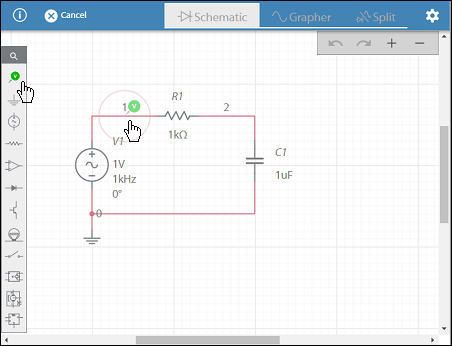 i Cancel Schematic Grapher Split
V
1 V R1 2
1kΩ
V1
1V
1kHz
0°
C1
1uF
0